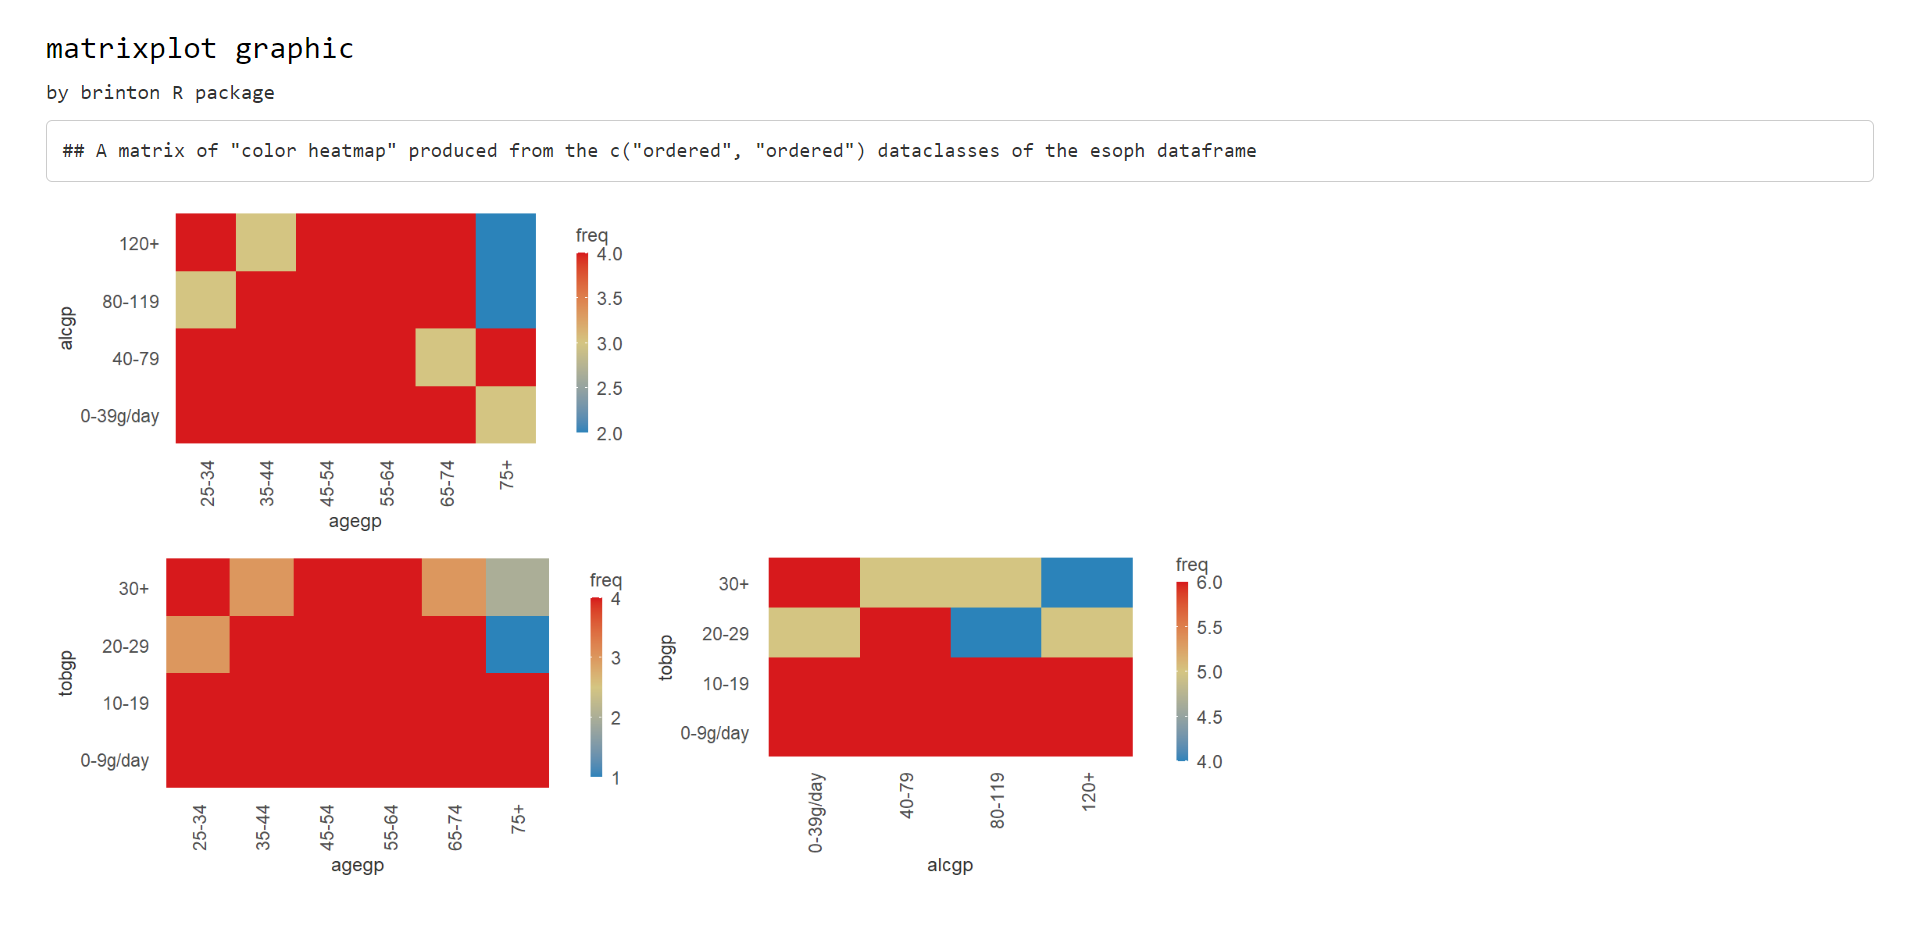 matrixplot graphic
by brinton R package
## A matrix of "color heatmap" produced from the c("ordered", "ordered") dataclasses of the esoph dataframe
alcgp
120+
80-119
40-79
0-39g/day
25-34
35-44
45-54
55-64
65-74
75+
agegp
freq
4.0
3.5
3.0
2.5
2.0
tobgp
30+
20-29
10-19
0-9g/day
25-34
35-44
45-54
55-64
65-74
75+
agegp
freq
4
3
2
1
tobgp
30+
20-29
10-19
0-9g/day
0-39g/day
40-79
80-119
120+
alcgp
freq
6.0
5.5
5.0
4.5
4.0